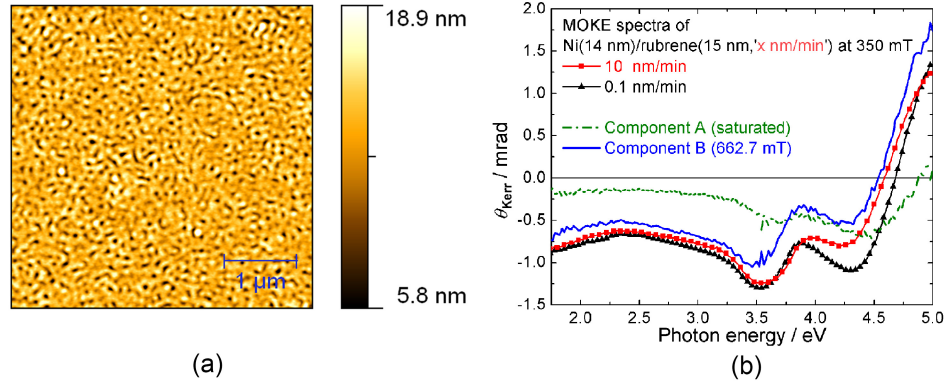 18.9 nm
5.8 nm
1 µm
(a)
MOKE spectra of
Ni(14 nm)/rubrene(15 nm,'x nm/min') at 350 mT
10 nm/min
0.1 nm/min
Component A (saturated)
Component B (662.7 mT)
2.0
1.5
1.0
0.5
0.0
-0.5
-1.0
-1.5
θKerr / mrad
2.0 2.5 3.0 3.5 4.0 4.5 5.0
Photon energy / eV
(b)